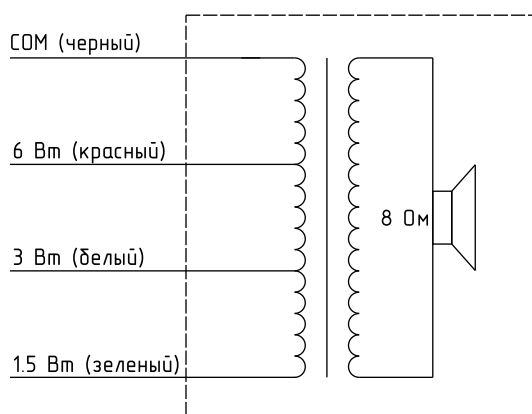 COM (черный)
6 Вт (красный)
3 Вт (белый)
8 Ом
1.5 Вт (зеленый)